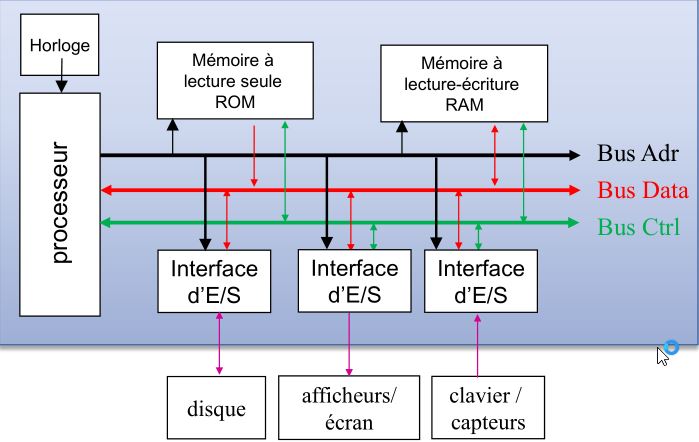 Horloge
processeur
Mémoire à
lecture seule
ROM
Mémoire à
lecture-écriture
RAM
Bus Adr
Bus Data
Bus Ctrl
Interface
d'E/S
Interface
d'E/S
Interface
d'E/S
disque
afficheurs/
écran
clavier /
capteurs